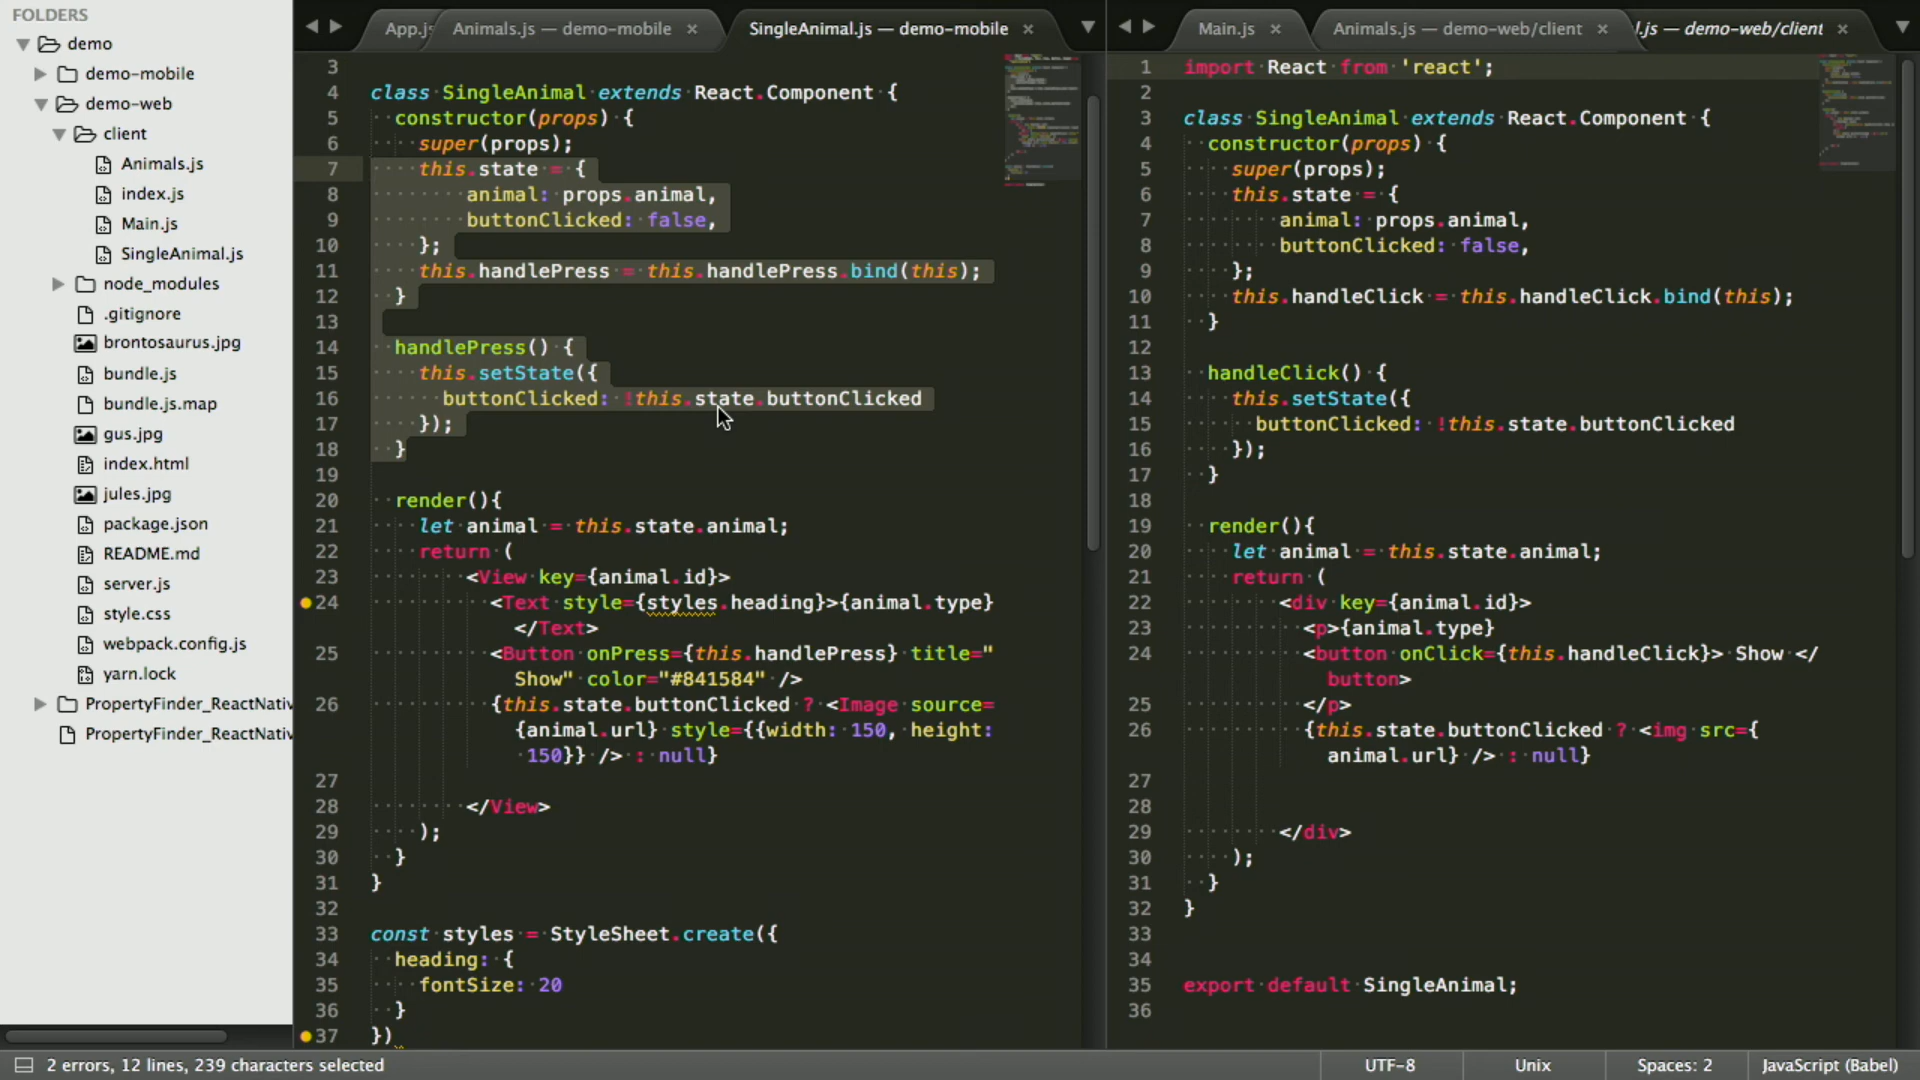 FOLDERS
demo
demo-mobile
demo-web
client
Animals.js
index.js
Main.js
SingleAnimal.js
node_modules
.gitignore
brontosaurus.jpg
bundle.js
bundle.js.map
gus.jpg
index.html
jules.jpg
package.json
README.md
server.js
style.css
webpack.config.js
yarn.lock
PropertyFinder_ReactNativ
PropertyFinder_ReactNativ
App.js
Animals.js — demo-mobile ×
SingleAnimal.js — demo-mobile ×
3
4 class SingleAnimal extends React.Component {
5 constructor(props) {
6 super(props);
7 this.state = {
8 animal: props.animal,
9 buttonClicked: false,
10 };
11 this.handlePress = this.handlePress.bind(this);
12 }
13
14 handlePress() {
15 this.setState({
16 buttonClicked: !this.state.buttonClicked
17 });
18 }
19
20 render(){
21 let animal = this.state.animal;
22 return (
23 <View key={animal.id}>
24 <Text style={styles.heading}>{animal.type}
</Text>
25 <Button onPress={this.handlePress} title="
Show" color="#841584" />
26 {this.state.buttonClicked ? <Image source=
{animal.url} style={{width: 150, height:
150}} /> : null}
27
28 </View>
29 );
30 }
31 }
32
33 const styles = StyleSheet.create({
34 heading: {
35 fontSize: 20
36 }
37 })
Main.js ×
Animals.js — demo-web/client ×
l.js — demo-web/client ×
1 import React from 'react';
2
3 class SingleAnimal extends React.Component {
4 constructor(props) {
5 super(props);
6 this.state = {
7 animal: props.animal,
8 buttonClicked: false,
9 };
10 this.handleClick = this.handleClick.bind(this);
11 }
12
13 handleClick() {
14 this.setState({
15 buttonClicked: !this.state.buttonClicked
16 });
17 }
18
19 render(){
20 let animal = this.state.animal;
21 return (
22 <div key={animal.id}>
23 <p>{animal.type}
24 <button onClick={this.handleClick}> Show </
button>
25 </p>
26 {this.state.buttonClicked ? <img src={
animal.url} /> : null}
27
28
29 </div>
30 );
31 }
32 }
33
34
35 export default SingleAnimal;
36
2 errors, 12 lines, 239 characters selected
UTF-8
Unix
Spaces: 2
JavaScript (Babel)